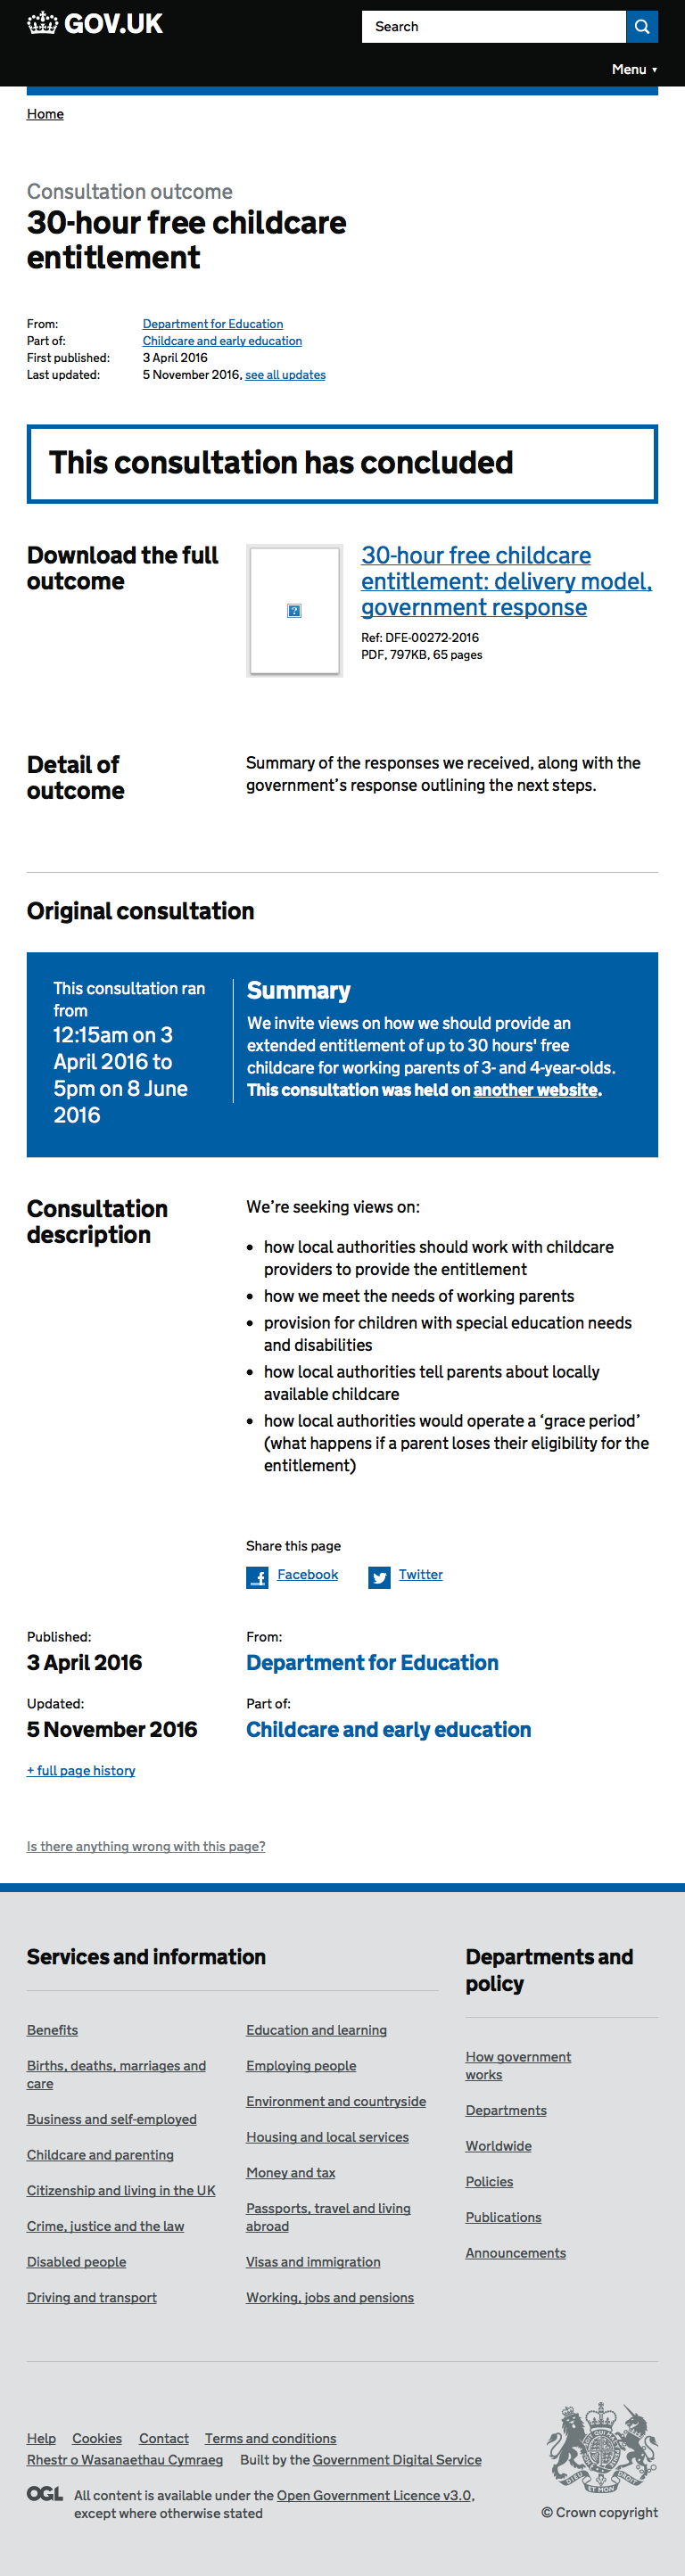 GOV.UK
Search
Menu ▼
Home
Consultation outcome
30-hour free childcare
entitlement
From: Department for Education
Part of: Childcare and early education
First published: 3 April 2016
Last updated: 5 November 2016, see all updates
This consultation has concluded
Download the full
outcome
30-hour free childcare
entitlement: delivery model,
government response
Ref: DFE-00272-2016
PDF, 797KB, 65 pages
Detail of
outcome
Summary of the responses we received, along with the
government’s response outlining the next steps.
Original consultation
This consultation ran
from
12:15am on 3
April 2016 to
5pm on 8 June
2016
Summary
We invite views on how we should provide an
extended entitlement of up to 30 hours' free
childcare for working parents of 3- and 4-year-olds.
This consultation was held on another website.
Consultation
description
We’re seeking views on:
• how local authorities should work with childcare
providers to provide the entitlement
• how we meet the needs of working parents
• provision for children with special education needs
and disabilities
• how local authorities tell parents about locally
available childcare
• how local authorities would operate a ‘grace period’
(what happens if a parent loses their eligibility for the
entitlement)
Share this page
Facebook Twitter
Published:
3 April 2016
From:
Department for Education
Updated:
5 November 2016
Part of:
Childcare and early education
+ full page history
Is there anything wrong with this page?
Services and information
Benefits
Births, deaths, marriages and
care
Business and self-employed
Childcare and parenting
Citizenship and living in the UK
Crime, justice and the law
Disabled people
Driving and transport
Education and learning
Employing people
Environment and countryside
Housing and local services
Money and tax
Passports, travel and living
abroad
Visas and immigration
Working, jobs and pensions
Departments and
policy
How government
works
Departments
Worldwide
Policies
Publications
Announcements
Help Cookies Contact Terms and conditions
Rhestr o Wasanaethau Cymraeg Built by the Government Digital Service
OGL All content is available under the Open Government Licence v3.0,
except where otherwise stated
© Crown copyright